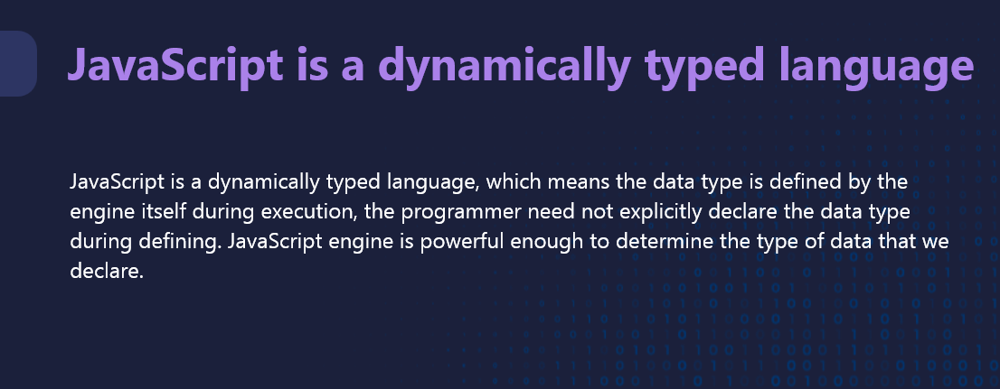 JavaScript is a dynamically typed language
JavaScript is a dynamically typed language, which means the data type is defined by the
engine itself during execution, the programmer need not explicitly declare the data type
during defining. JavaScript engine is powerful enough to determine the type of data that we
declare.